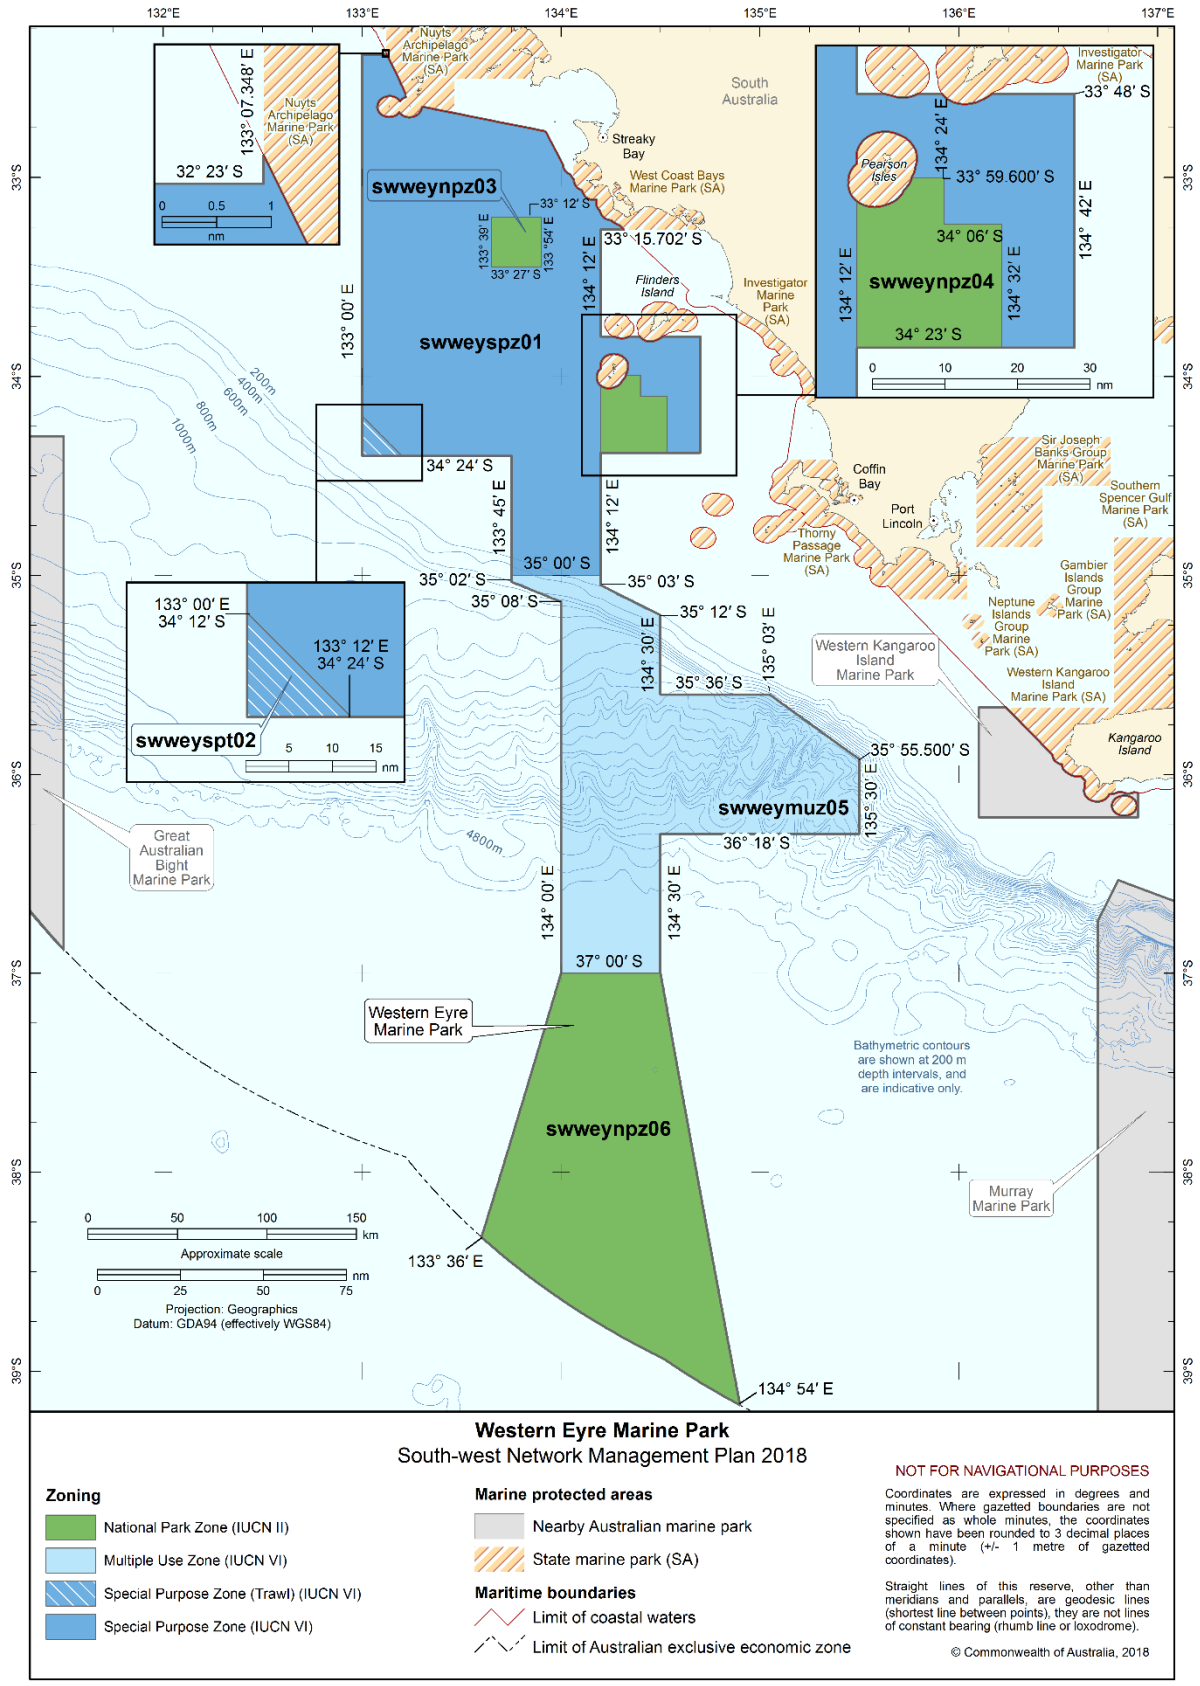 132°E
133°E
134°E
135°E
136°E
137°E
Nuyts
Archipelago
Marine Park
(SA)
133° 07.348′ E
Nuyts
Archipelago
Marine Park
(SA)
32° 23′ S
0 0.5 1
nm
South
Australia
Streaky
Bay
West Coast Bays
Marine Park (SA)
Investigator
Marine Park
(SA)
33° 48′ S
134° 24′ E
Pearson
Isles
33° 59.600′ S
134° 42′ E
34° 06′ S
134° 12′ E
swweynpz04
134° 32′ E
34° 23′ S
0 10 20 30
nm
33°S
33°S
swweynpz03
33° 12′ S
133° 39′ E
133° 54′ E
33° 27′ S
33° 15.702′ S
134° 12′ E
Flinders
Island
Investigator
Marine
Park
(SA)
133° 00′ E
swweyspz01
34°S
34°S
200m
400m
600m
800m
1000m
34° 24′ S
133° 45′ E
134° 12′ E
Coffin
Bay
Port
Lincoln
Sir Joseph
Banks Group
Marine Park
(SA)
Southern
Spencer Gulf
Marine Park
(SA)
Thorny
Passage
Marine Park
(SA)
Gambier
Islands
Group
Marine
Park (SA)
Neptune
Islands
Group
Marine
Park (SA)
35°S
35°S
35° 00′ S
35° 02′ S
35° 03′ S
35° 08′ S
35° 12′ S
134° 30′ E
135° 03′ E
35° 36′ S
133° 00′ E
34° 12′ S
133° 12′ E
34° 24′ S
swweyspt02
5 10 15
nm
Western Kangaroo
Island
Marine Park
Western Kangaroo
Island
Marine Park (SA)
Kangaroo
Island
35° 55.500′ S
36°S
36°S
swweymuz05
135° 30′ E
36° 18′ S
Great
Australian
Bight
Marine Park
4800m
134° 00′ E
134° 30′ E
37°S
37°S
37° 00′ S
Western Eyre
Marine Park
Bathymetric contours
are shown at 200 m
depth intervals, and
are indicative only.
swweynpz06
38°S
38°S
Murray
Marine Park
0 50 100 150
km
Approximate scale
nm
0 25 50 75
Projection: Geographics
Datum: GDA94 (effectively WGS84)
133° 36′ E
39°S
39°S
134° 54′ E
Western Eyre Marine Park
South-west Network Management Plan 2018
Zoning
National Park Zone (IUCN II)
Multiple Use Zone (IUCN VI)
Special Purpose Zone (Trawl) (IUCN VI)
Special Purpose Zone (IUCN VI)
Marine protected areas
Nearby Australian marine park
State marine park (SA)
Maritime boundaries
Limit of coastal waters
Limit of Australian exclusive economic zone
NOT FOR NAVIGATIONAL PURPOSES
Coordinates are expressed in degrees and
minutes. Where gazetted boundaries are not
specified as whole minutes, the coordinates
shown have been rounded to 3 decimal places
of a minute (+/- 1 metre of gazetted
coordinates).
Straight lines of this reserve, other than
meridians and parallels, are geodesic lines
(shortest line between points), they are not lines
of constant bearing (rhumb line or loxodrome).
© Commonwealth of Australia, 2018